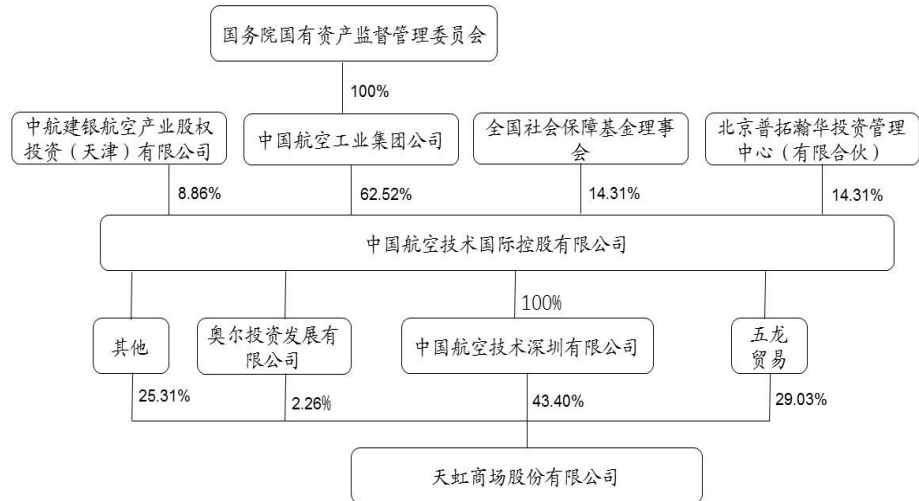 国务院国有资产监督管理委员会
100%
中航建银航空产业股权
投资（天津）有限公司
中国航空工业集团公司
全国社会保障基金理事
会
北京普拓瀚华投资管理
中心（有限合伙）
8.86%
62.52%
14.31%
14.31%
中国航空技术国际控股有限公司
100%
其他
奥尔投资发展有
限公司
中国航空技术深圳有限公司
五龙
贸易
25.31%
2.26%
43.40%
29.03%
天虹商场股份有限公司